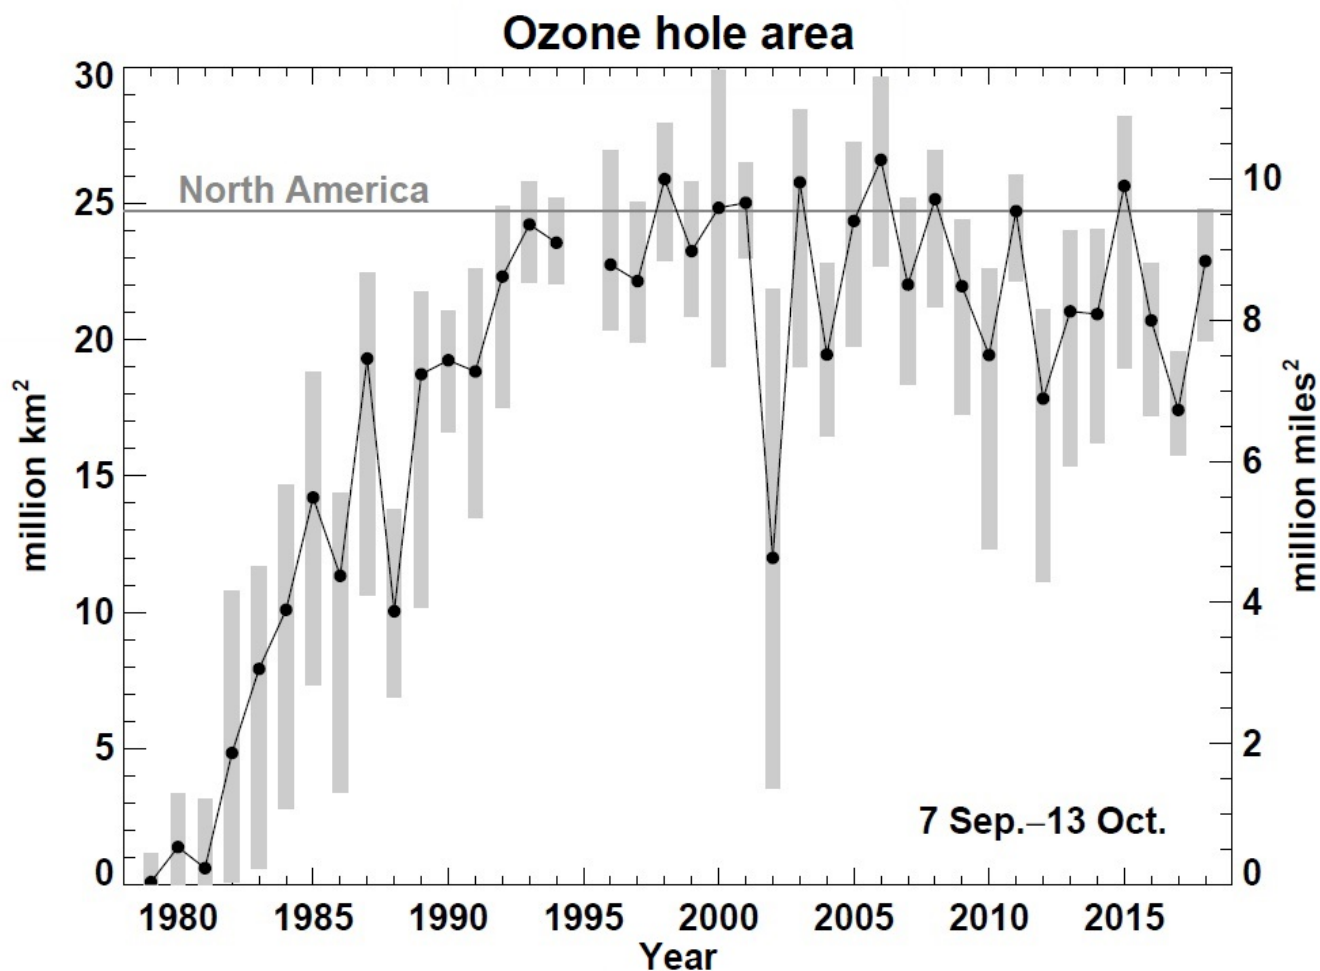 Ozone hole area
30
25
20
15
10
5
0
million km²
North America
10
8
6
4
2
0
million miles²
7 Sep.–13 Oct.
1980 1985 1990 1995 2000 2005 2010 2015
Year